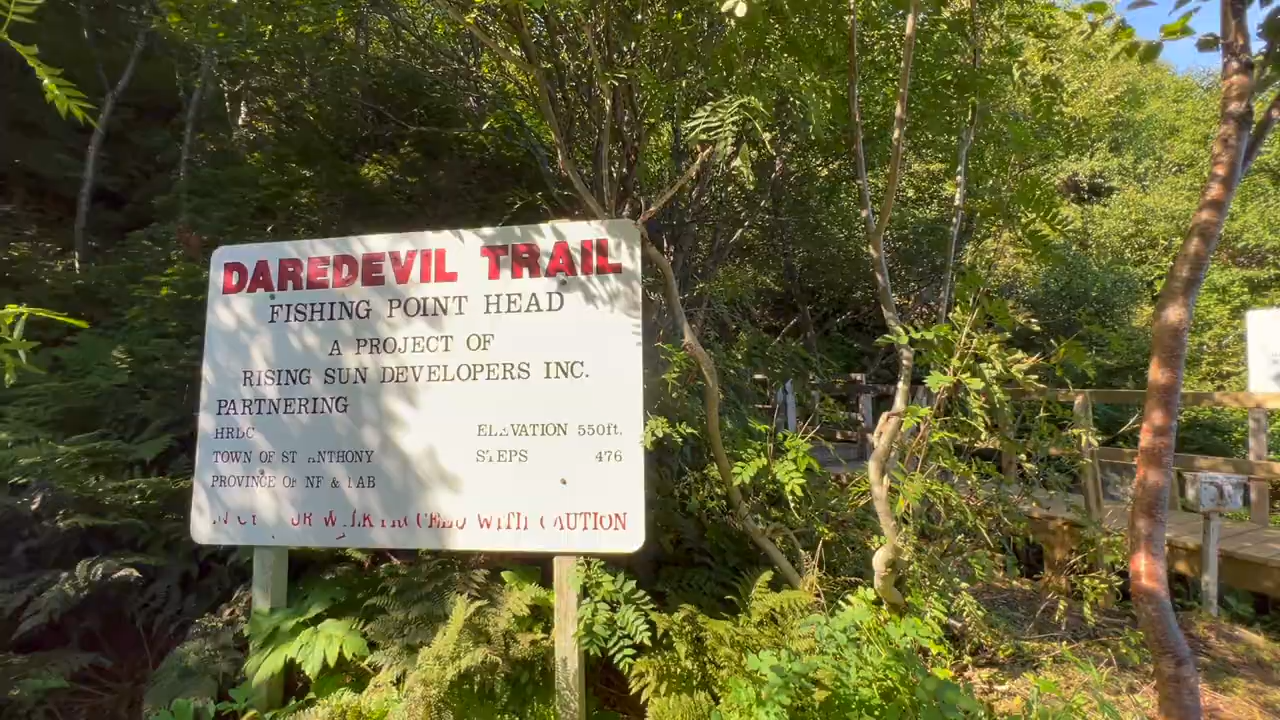 DAREDEVIL TRAIL
FISHING POINT HEAD
A PROJECT OF
RISING SUN DEVELOPERS INC.
PARTNERING
HRDC
ELEVATION 550ft.
TOWN OF ST ANTHONY
STEPS 476
PROVINCE OF NF & LAB
WITH CAUTION